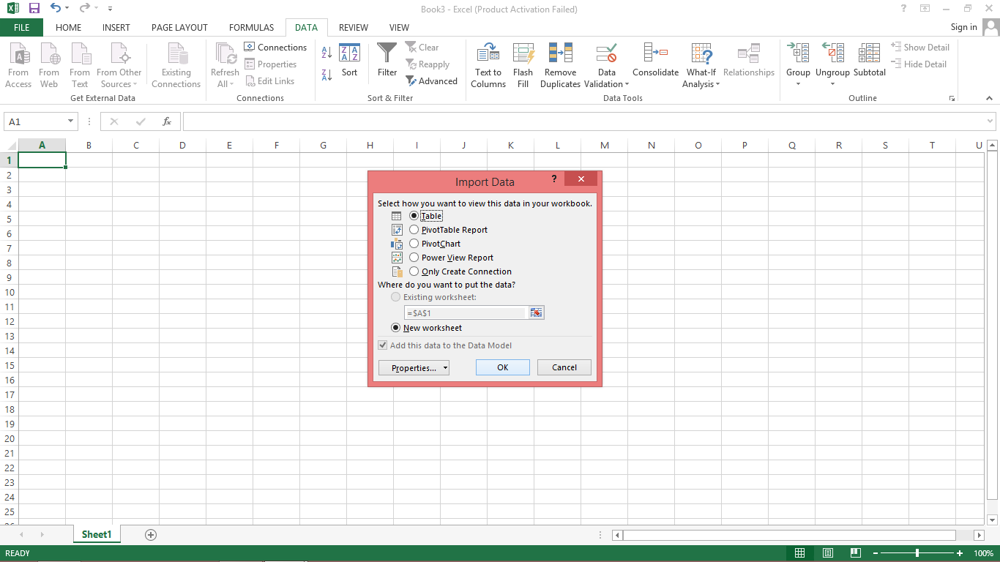 Book3 - Excel (Product Activation Failed)
FILE HOME INSERT PAGE LAYOUT FORMULAS DATA REVIEW VIEW Sign in
From Access
From Web
From Text
From Other Sources
Existing Connections
Get External Data
Refresh All
Connections
Properties
Edit Links
Connections
Sort
Filter
Clear
Reapply
Advanced
Sort & Filter
Text to Columns
Flash Fill
Remove Duplicates
Data Validation
Consolidate
What-If Analysis
Relationships
Data Tools
Group
Ungroup
Subtotal
Show Detail
Hide Detail
Outline
A1 fx
A B C D E F G H I J K L M N O P Q R S T U
1
2
3
4
5
6
7
8
9
10
11
12
13
14
15
16
17
18
19
20
21
22
23
24
25
26
Import Data ?
Select how you want to view this data in your workbook.
Table
PivotTable Report
PivotChart
Power View Report
Only Create Connection
Where do you want to put the data?
Existing worksheet:
=$A$1
New worksheet
Add this data to the Data Model
Properties... OK Cancel
Sheet1
READY 100%